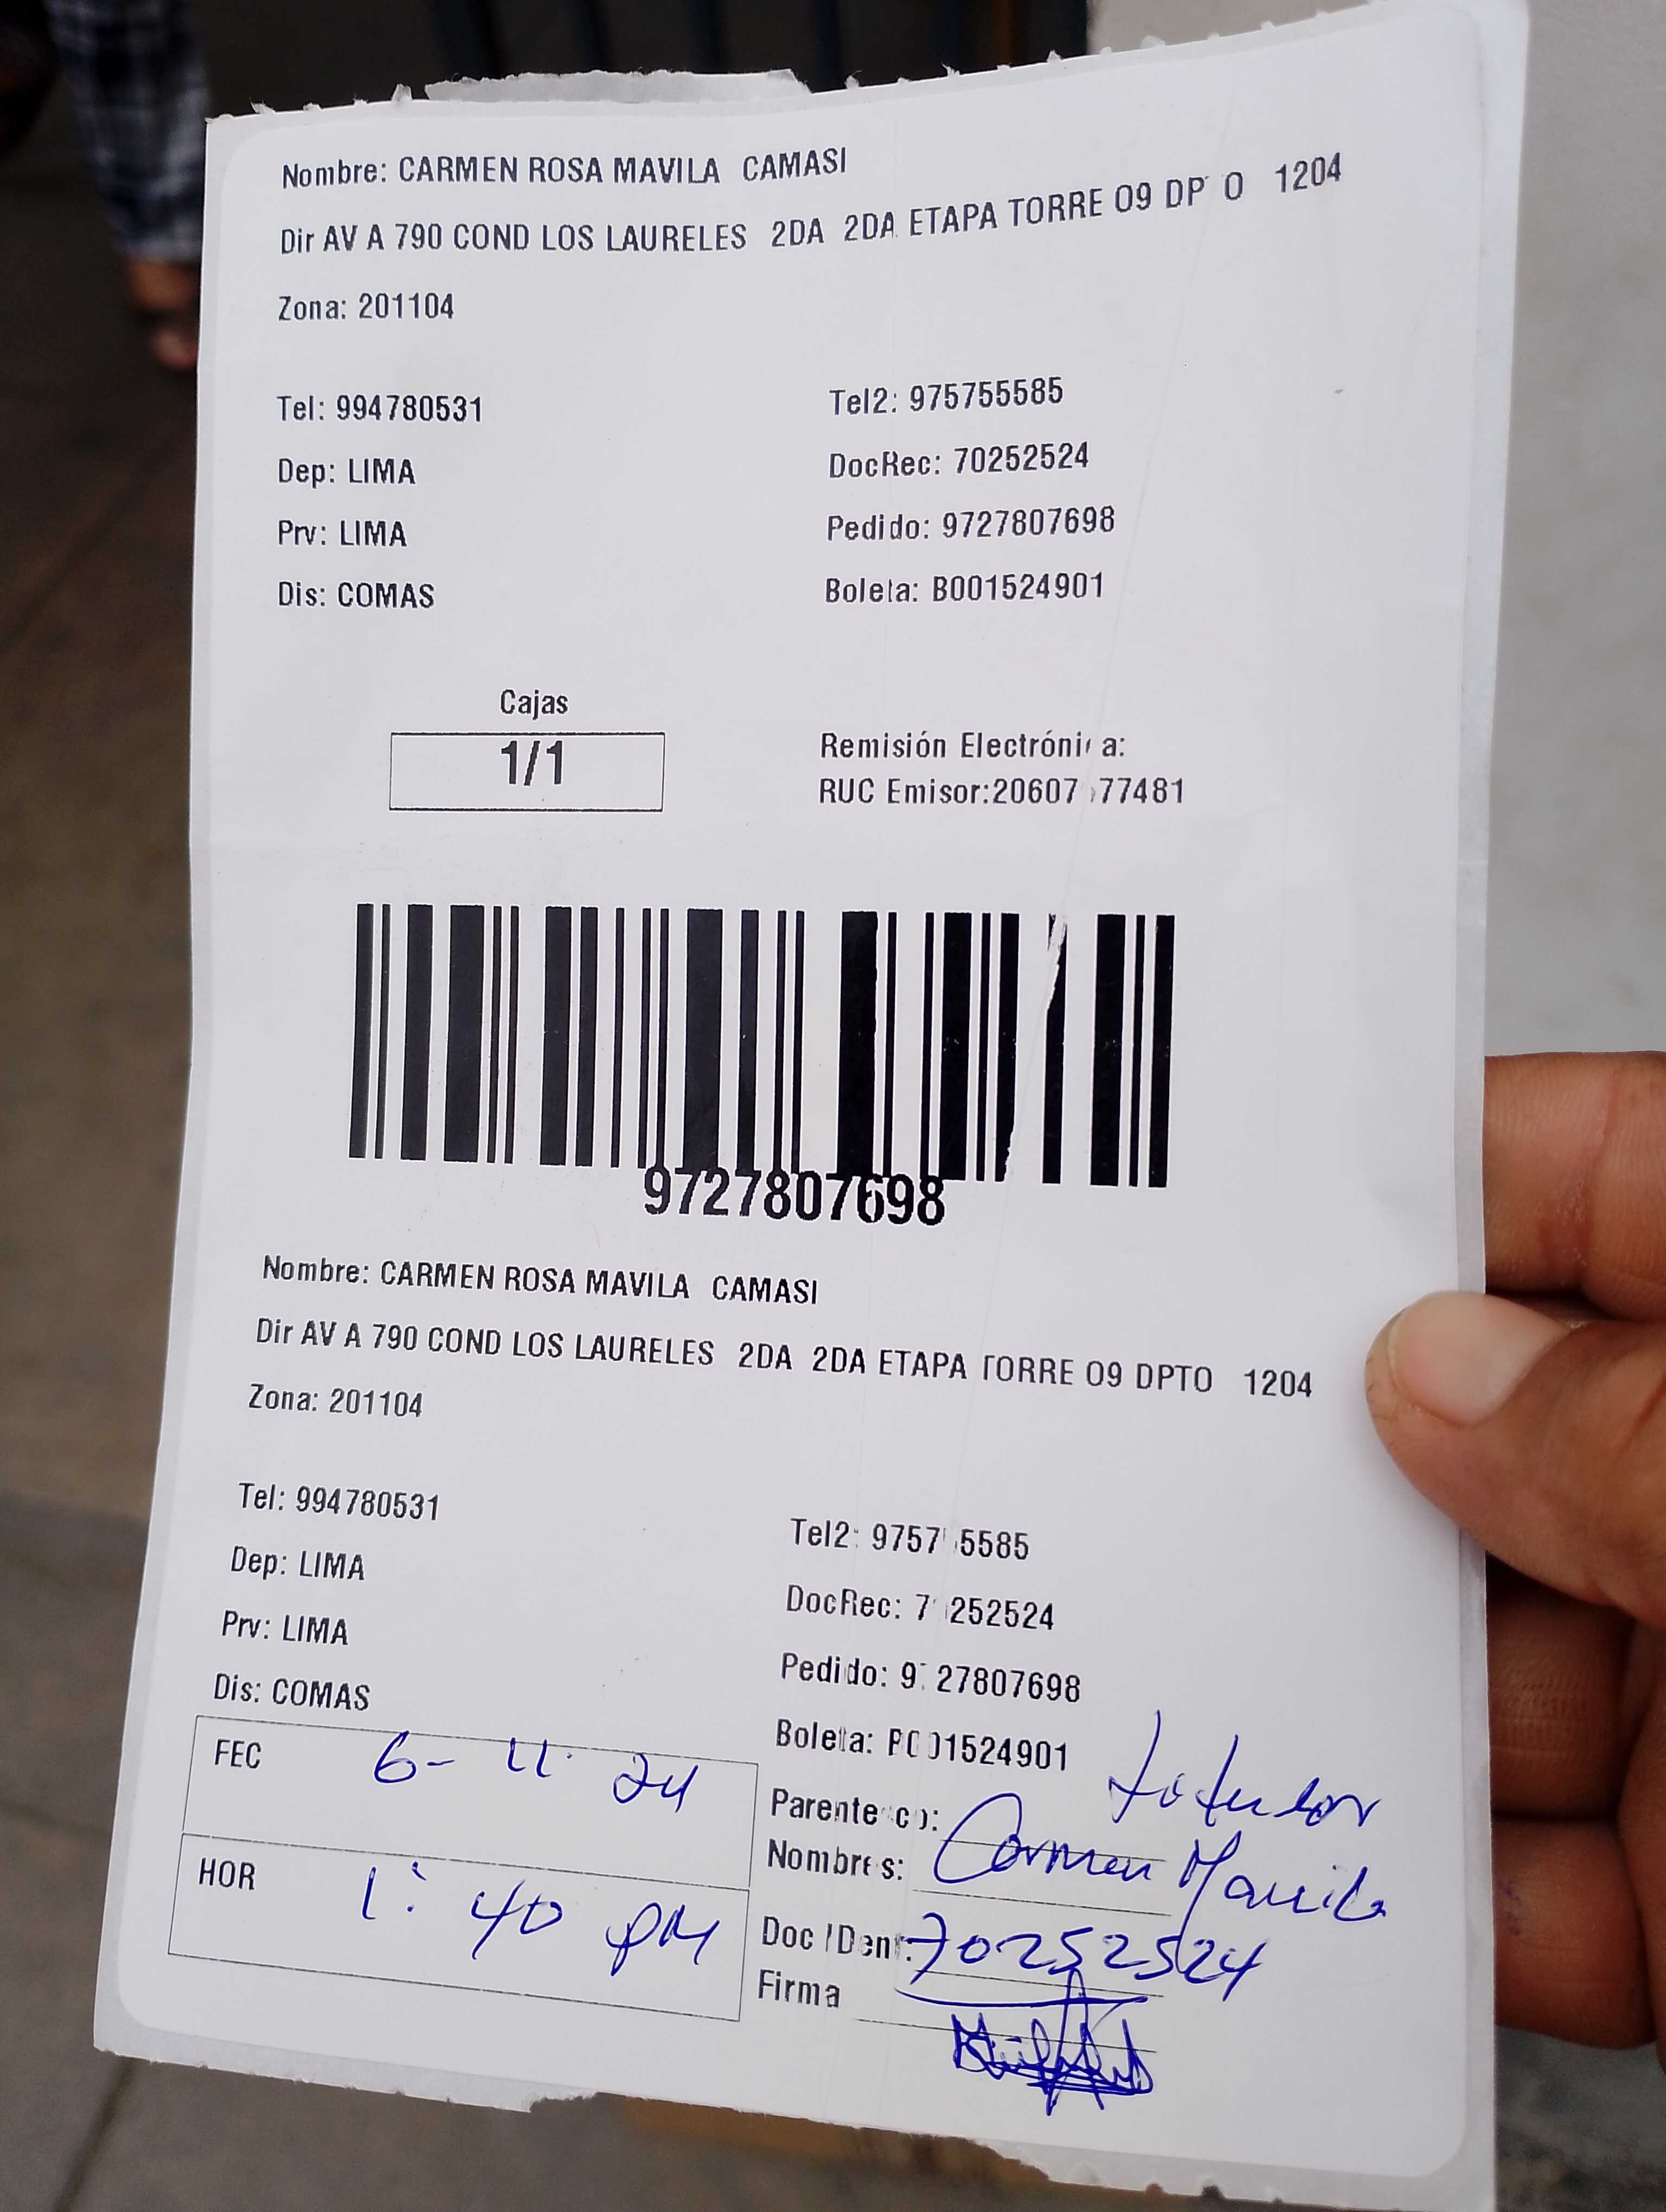 Nombre: CARMEN ROSA MAVILA CAMASI
Dir AV A 790 COND LOS LAURELES 2DA 2DA ETAPA TORRE 09 DP O 1204
Zona: 201104
Tel: 994780531
Tel2: 975755585
Dep: LIMA
DocRec: 70252524
Prv: LIMA
Pedido: 9727807698
Dis: COMAS
Boleta: B001524901
Cajas
1/1
Remisión Electrónica:
RUC Emisor:20607 77481
9727807698
Nombre: CARMEN ROSA MAVILA CAMASI
Dir AV A 790 COND LOS LAURELES 2DA 2DA ETAPA TORRE 09 DPTO 1204
Zona: 201104
Tel: 994780531
Tel2: 9757 5585
Dep: LIMA
DocRec: 7 252524
Prv: LIMA
Pedido: 9 27807698
Dis: COMAS
Boleta: B001524901
FEC 6- 11 24
Parentesco:
Nombres: Carmen Mavila
HOR 1: 40 PM
Doc IDent: 70252524
Firma